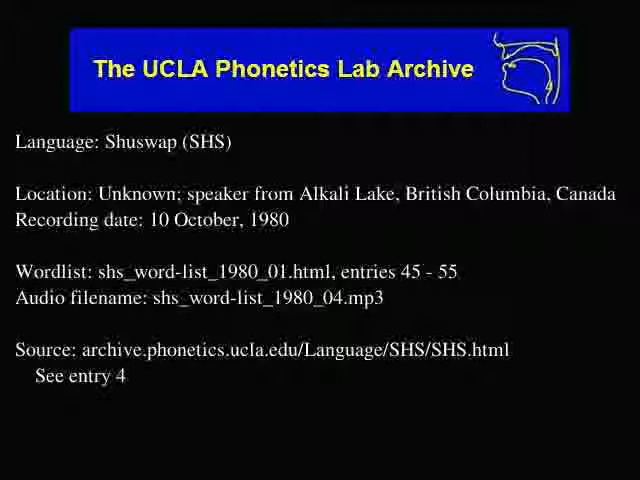 The UCLA Phonetics Lab Archive
Language: Shuswap (SHS)
Location: Unknown; speaker from Alkali Lake, British Columbia, Canada
Recording date: 10 October, 1980
Wordlist: shs_word-list_1980_01.html, entries 45 - 55
Audio filename: shs_word-list_1980_04.mp3
Source: archive.phonetics.ucla.edu/Language/SHS/SHS.html
See entry 4